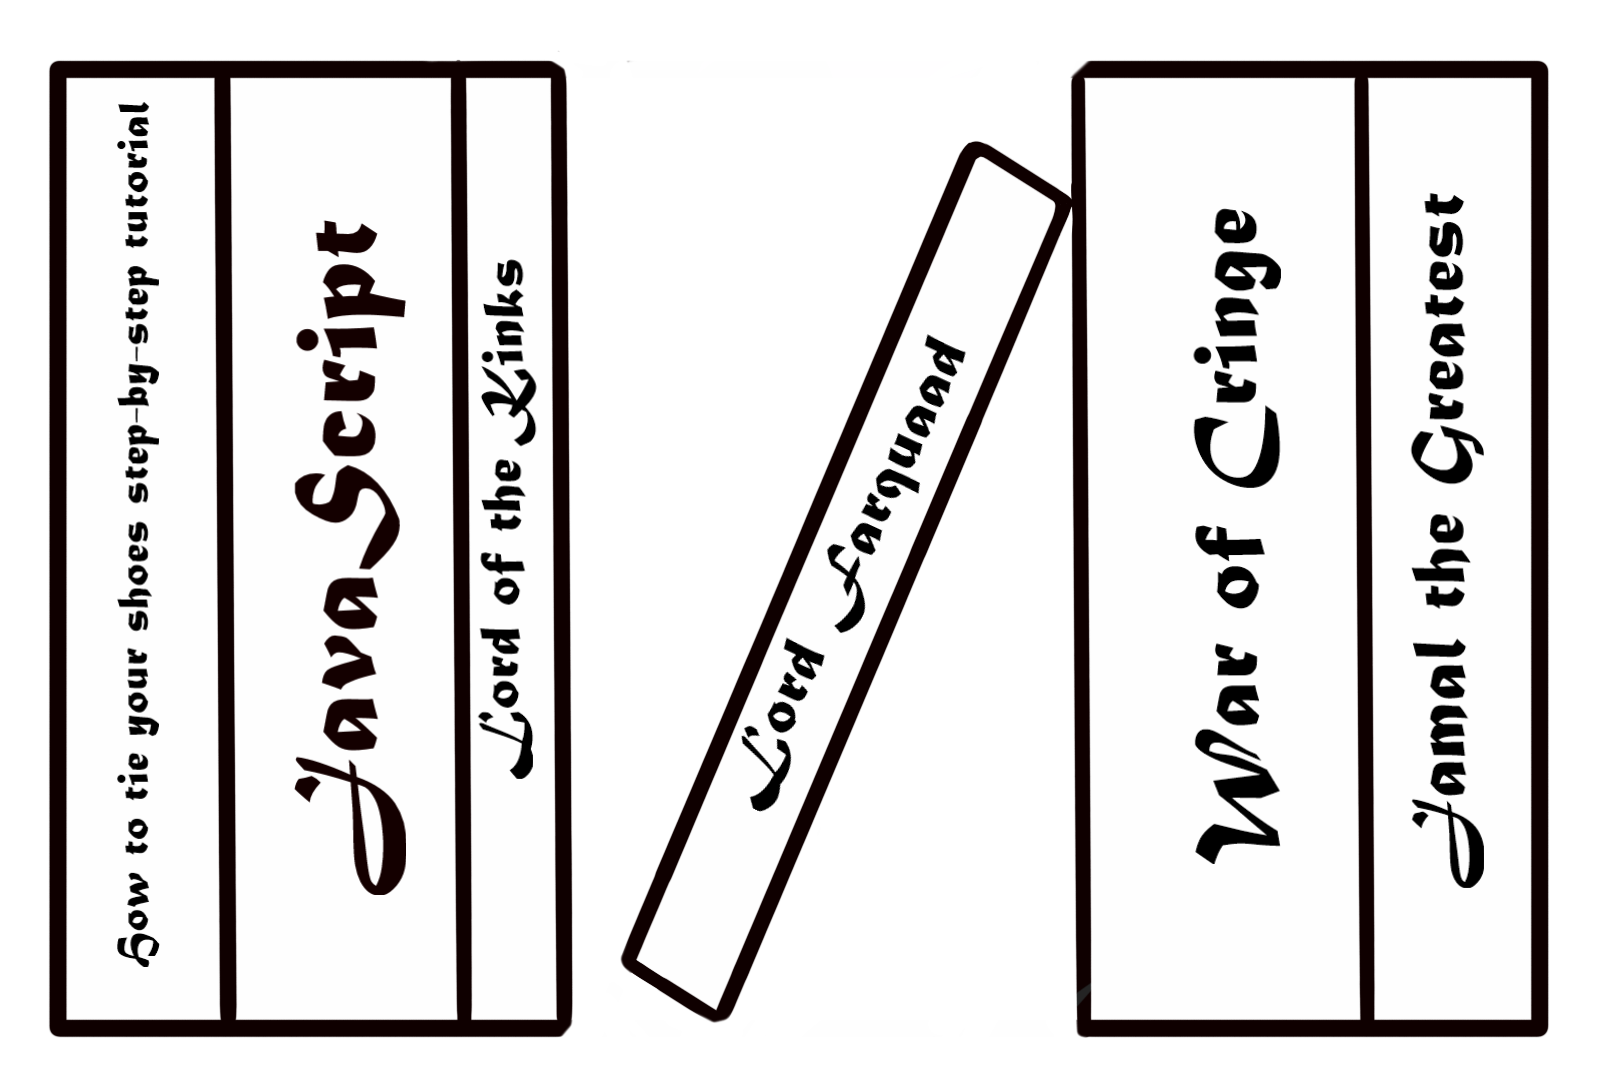 How to tie your shoes step-by-step tutorial
JavaScript
Lord of the Kinks
Lord Farquaad
War of Cringe
Jamal the Greatest